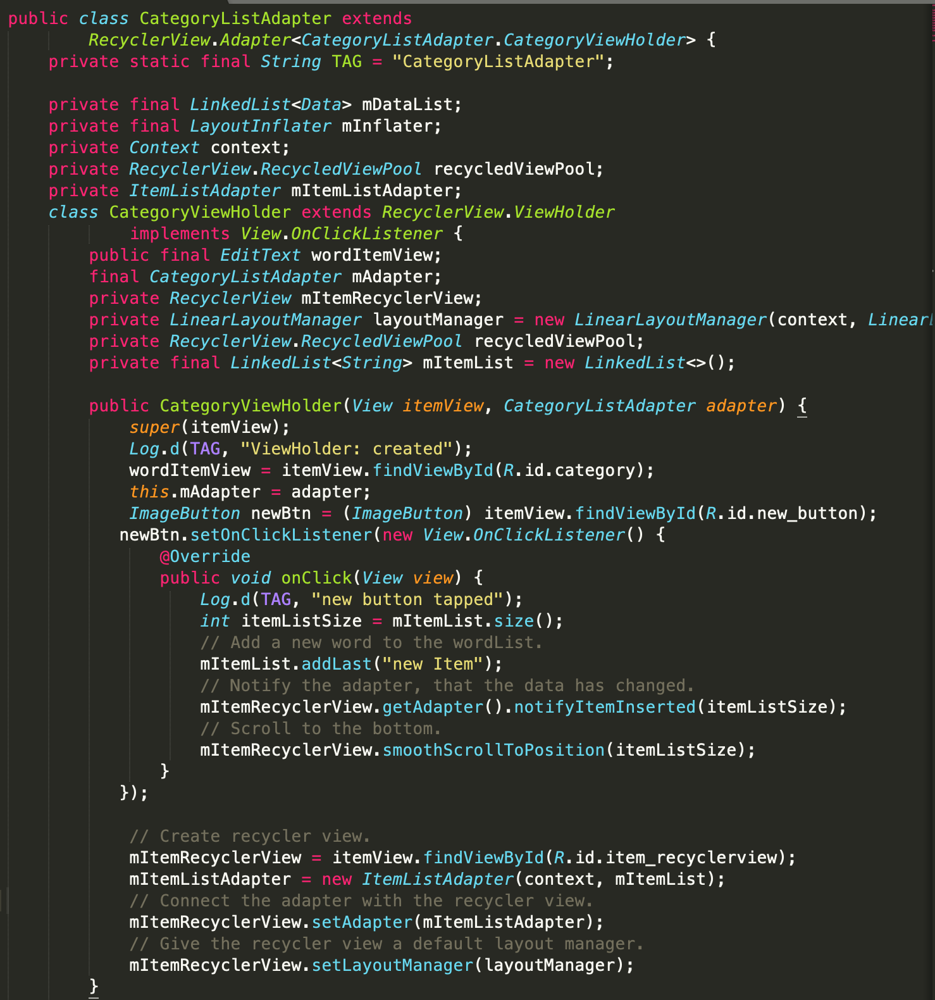 public class CategoryListAdapter extends
        RecyclerView.Adapter<CategoryListAdapter.CategoryViewHolder> {
    private static final String TAG = "CategoryListAdapter";

    private final LinkedList<Data> mDataList;
    private final LayoutInflater mInflater;
    private Context context;
    private RecyclerView.RecycledViewPool recycledViewPool;
    private ItemListAdapter mItemListAdapter;
    class CategoryViewHolder extends RecyclerView.ViewHolder
            implements View.OnClickListener {
        public final EditText wordItemView;
        final CategoryListAdapter mAdapter;
        private RecyclerView mItemRecyclerView;
        private LinearLayoutManager layoutManager = new LinearLayoutManager(context, Linear
        private RecyclerView.RecycledViewPool recycledViewPool;
        private final LinkedList<String> mItemList = new LinkedList<>();

        public CategoryViewHolder(View itemView, CategoryListAdapter adapter) {
            super(itemView);
            Log.d(TAG, "ViewHolder: created");
            wordItemView = itemView.findViewById(R.id.category);
            this.mAdapter = adapter;
            ImageButton newBtn = (ImageButton) itemView.findViewById(R.id.new_button);
           newBtn.setOnClickListener(new View.OnClickListener() {
               @Override
               public void onClick(View view) {
                   Log.d(TAG, "new button tapped");
                   int itemListSize = mItemList.size();
                   // Add a new word to the wordList.
                   mItemList.addLast("new Item");
                   // Notify the adapter, that the data has changed.
                   mItemRecyclerView.getAdapter().notifyItemInserted(itemListSize);
                   // Scroll to the bottom.
                   mItemRecyclerView.smoothScrollToPosition(itemListSize);
               }
           });

            // Create recycler view.
            mItemRecyclerView = itemView.findViewById(R.id.item_recyclerview);
            mItemListAdapter = new ItemListAdapter(context, mItemList);
            // Connect the adapter with the recycler view.
            mItemRecyclerView.setAdapter(mItemListAdapter);
            // Give the recycler view a default layout manager.
            mItemRecyclerView.setLayoutManager(layoutManager);
        }